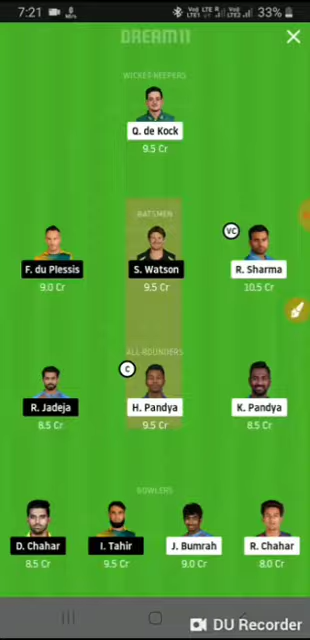 7:21 33%
DREAM11
WICKET-KEEPERS
Q. de Kock
9.5 Cr
BATSMEN
VC
F. du Plessis S. Watson R. Sharma
9.0 Cr 9.5 Cr 10.5 Cr
ALL-ROUNDERS
C
R. Jadeja H. Pandya K. Pandya
8.5 Cr 9.5 Cr 8.5 Cr
BOWLERS
D. Chahar I. Tahir J. Bumrah R. Chahar
8.5 Cr 9.5 Cr 9.0 Cr 8.0 Cr
DU Recorder